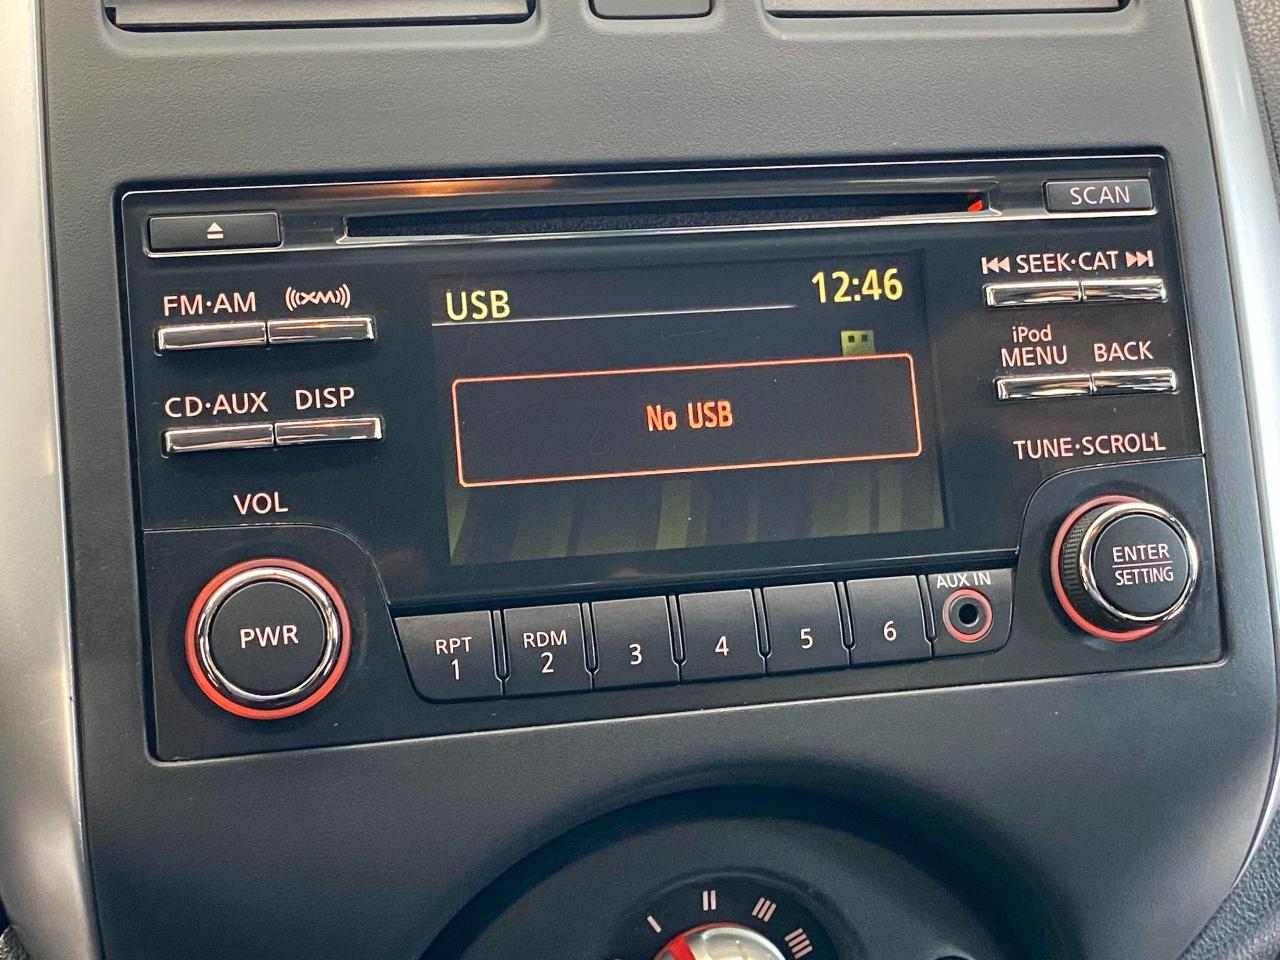 SCAN
FM·AM
((XM))
SEEK·CAT
USB
12:46
iPod
MENU
BACK
CD·AUX
DISP
No USB
TUNE·SCROLL
VOL
ENTER
SETTING
PWR
RPT
1
RDM
2
3
4
5
6
AUX IN